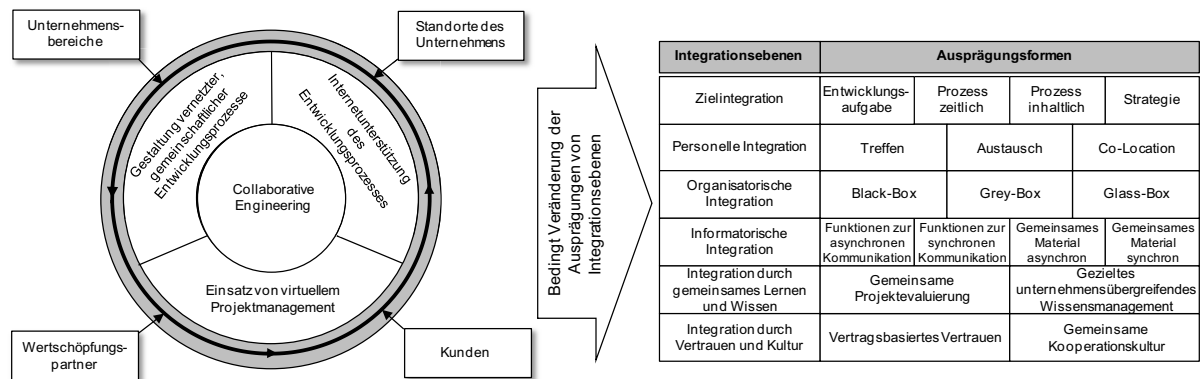 Unternehmens-
bereiche
Standorte des
Unternehmens
Gestaltung vernetzter,
gemeinschaftlicher
Entwicklungsprozesse
Internetunterstützung
des
Entwicklungsprozesses
Collaborative
Engineering
Einsatz von virtuellem
Projektmanagement
Wertschöpfungs-
partner
Kunden
Bedingt Veränderung der
Ausprägungen von
Integrationsebenen
Integrationsebenen
Ausprägungsformen
Zielintegration
Entwicklungs-
aufgabe
Prozess
zeitlich
Prozess
inhaltlich
Strategie
Personelle Integration
Treffen
Austausch
Co-Location
Organisatorische
Integration
Black-Box
Grey-Box
Glass-Box
Informatorische
Integration
Funktionen zur
asynchronen
Kommunikation
Funktionen zur
synchronen
Kommunikation
Gemeinsames
Material
asynchron
Gemeinsames
Material
synchron
Integration durch
gemeinsames Lernen
und Wissen
Gemeinsame
Projektevaluierung
Gezieltes
unternehmensübergreifendes
Wissensmanagement
Integration durch
Vertrauen und Kultur
Vertragsbasiertes Vertrauen
Gemeinsame
Kooperationskultur